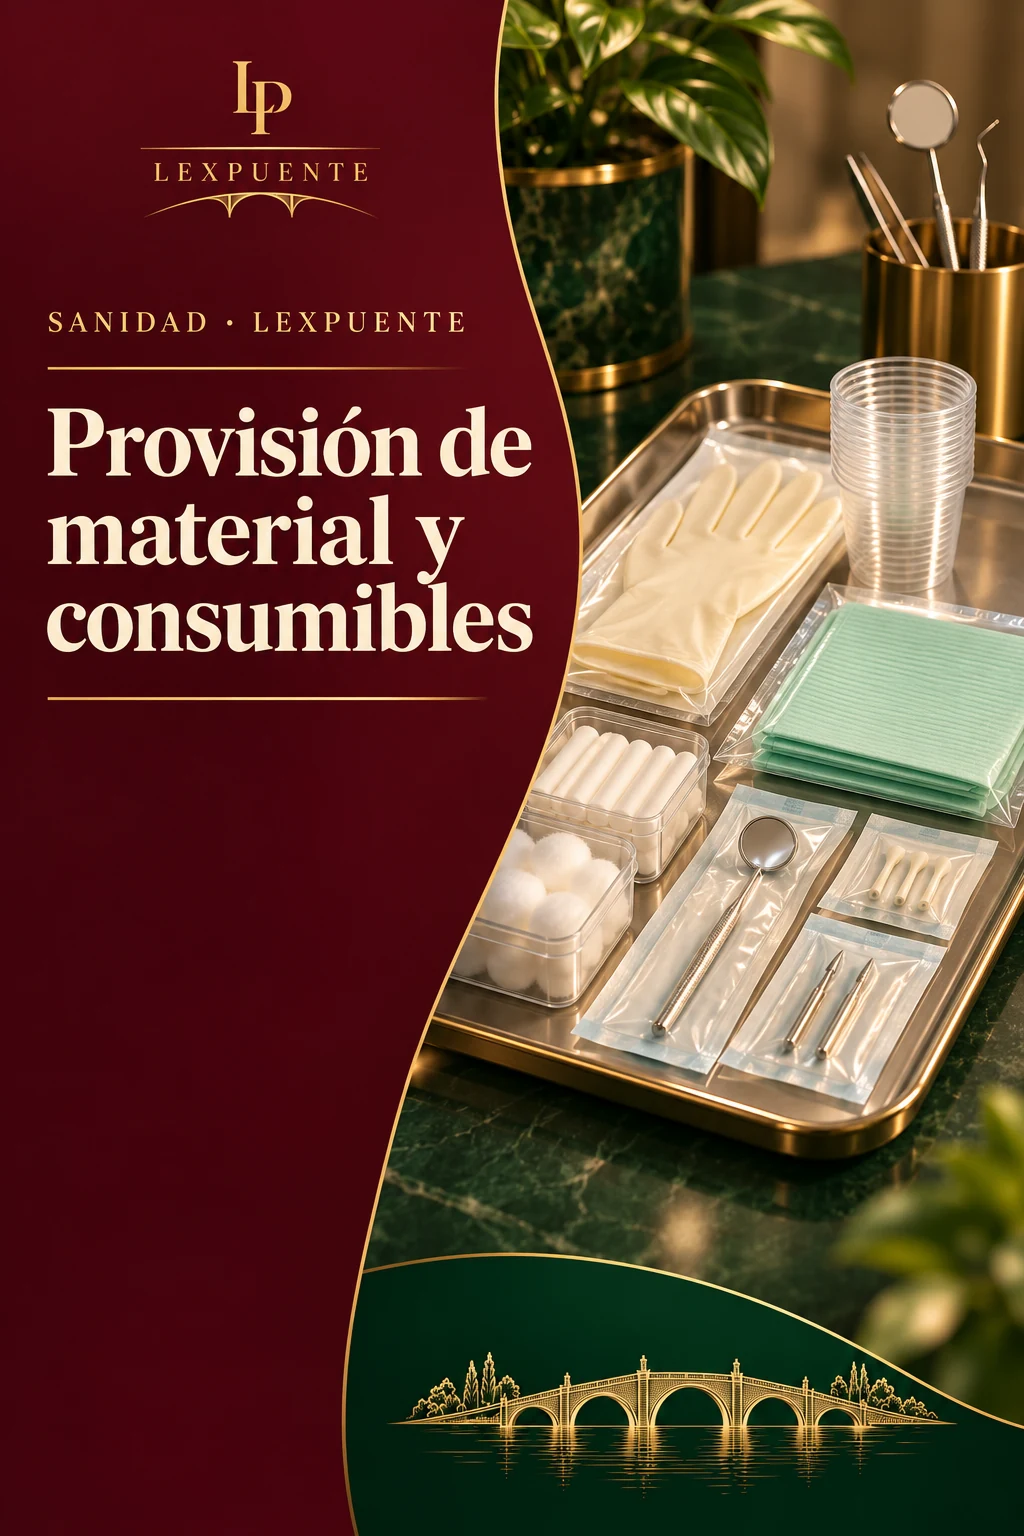 LP
LEXPUENTE
SANIDAD · LEXPUENTE
Provisión de
material y
consumibles